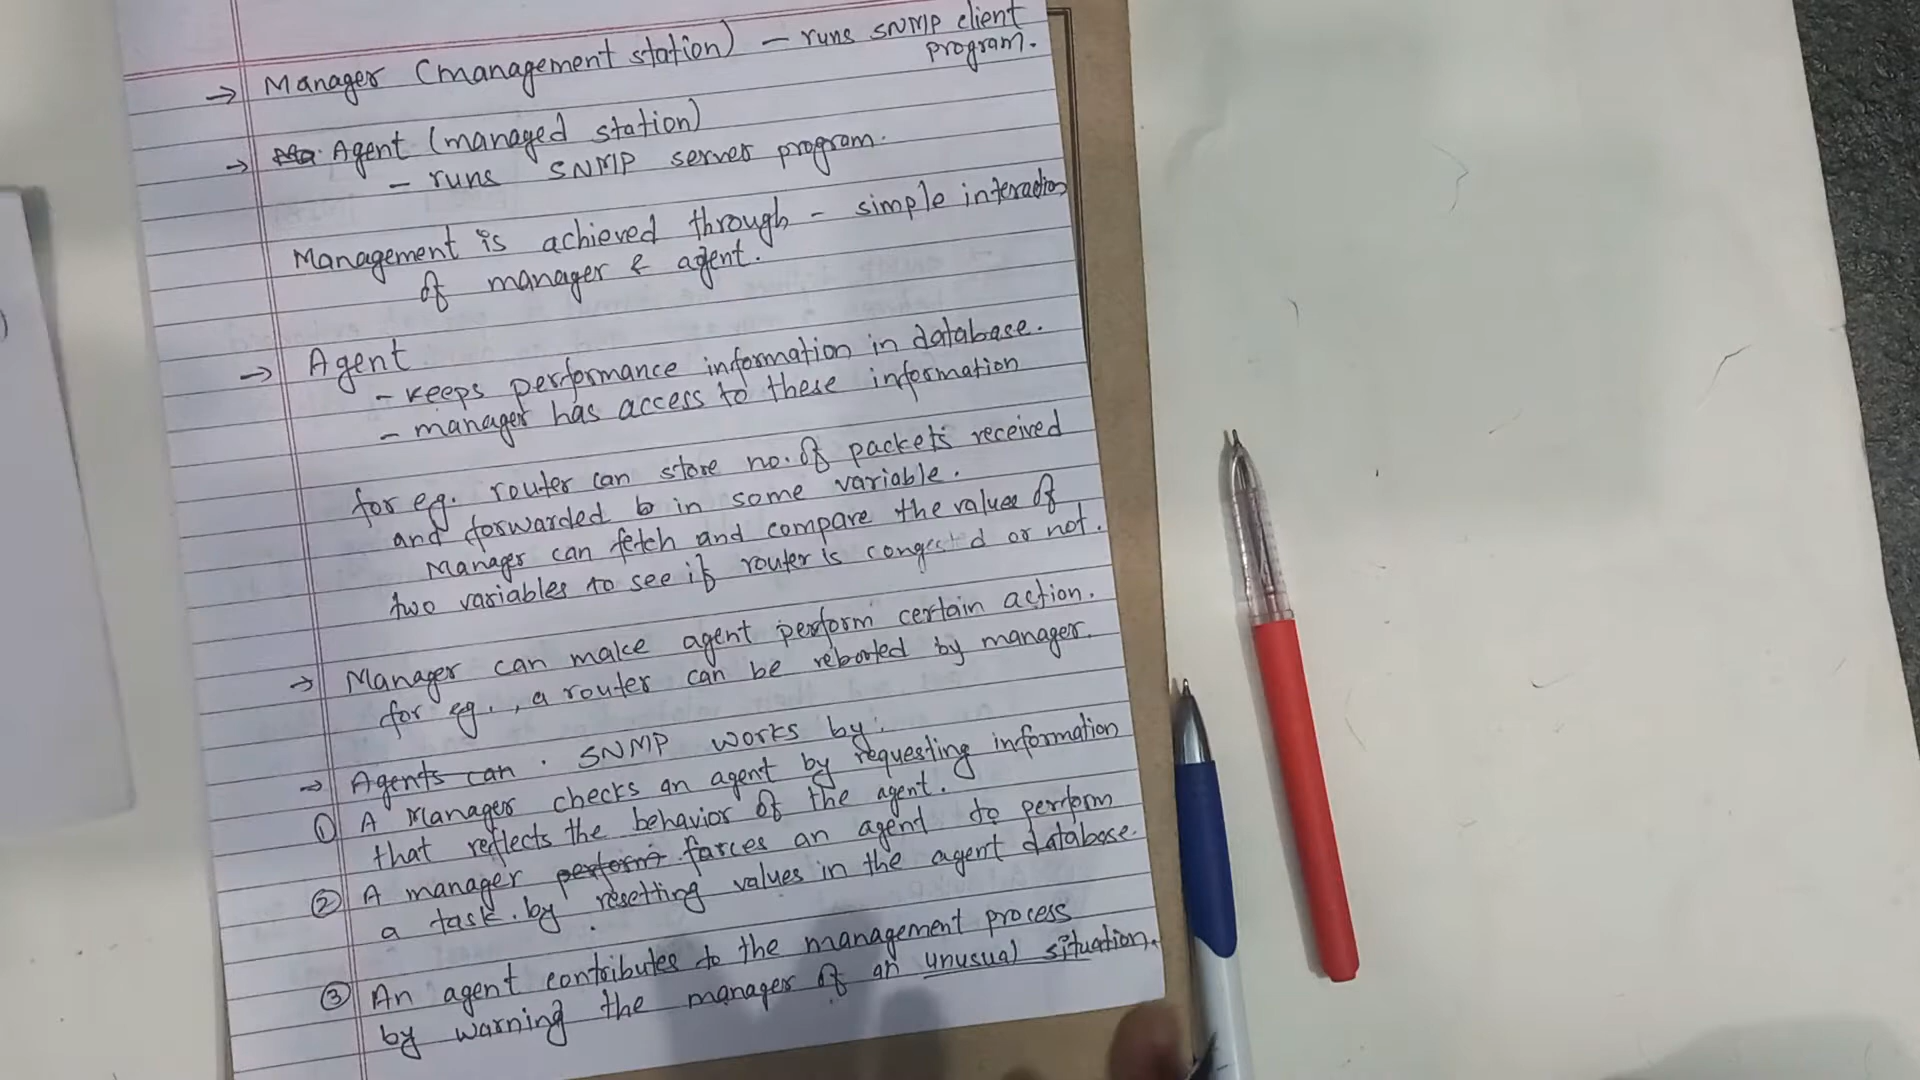 → Manager (management station) – runs SNMP client
program.
→ Agent (managed station)
– runs SNMP server program.
Management is achieved through – simple interaction
of manager & agent.
→ Agent
– keeps performance information in database.
– manager has access to these information
for eg. router can store no. of packets received
and forwarded in some variable.
Manager can fetch and compare the values of
two variables to see if router is congested or not.
→ Manager can make agent perform certain action.
for eg., a router can be rebooted by manager.
→ Agents can . SNMP works by:
① A Manager checks an agent by requesting information
that reflects the behavior of the agent.
② A manager perform forces an agent to perform
a task by resetting values in the agent database.
③ An agent contributes to the management process
by warning the manager of an unusual situation.